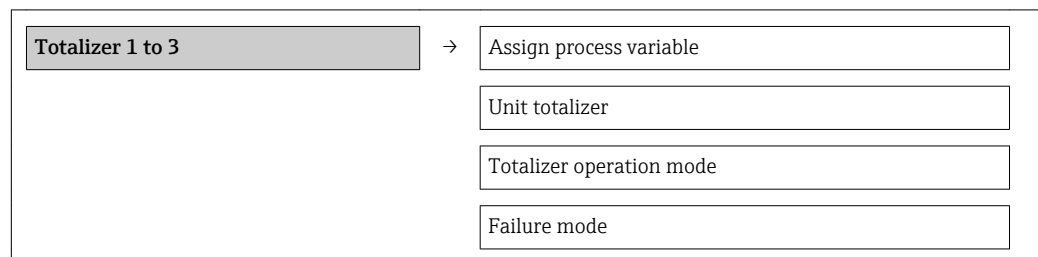 Totalizer 1 to 3 → Assign process variable
Unit totalizer
Totalizer operation mode
Failure mode